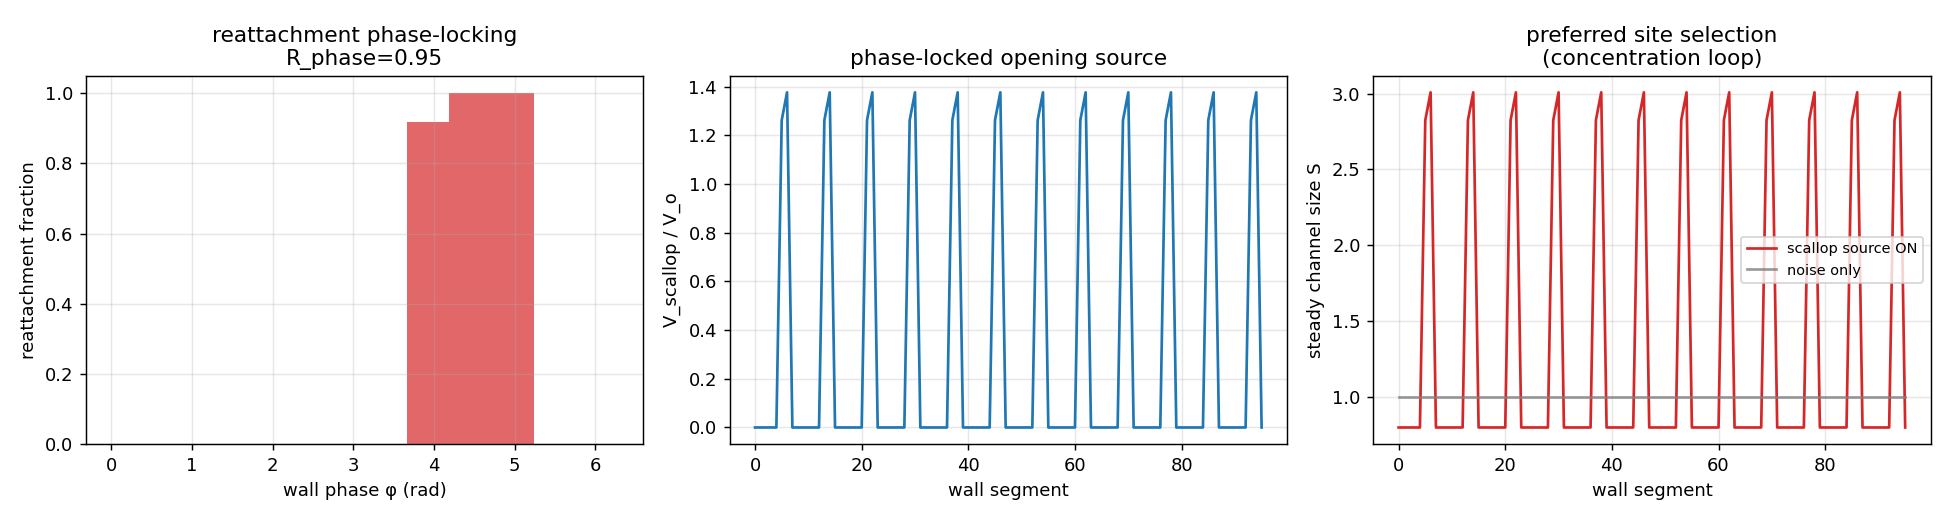 reattachment phase-locking
R_phase=0.95
reattachment fraction
1.0
0.8
0.6
0.4
0.2
0.0
0 1 2 3 4 5 6
wall phase φ (rad)
phase-locked opening source
V_scallop / V_o
1.4
1.2
1.0
0.8
0.6
0.4
0.2
0.0
0 20 40 60 80
wall segment
preferred site selection
(concentration loop)
steady channel size S
3.0
2.5
2.0
1.5
1.0
scallop source ON
noise only
0 20 40 60 80
wall segment